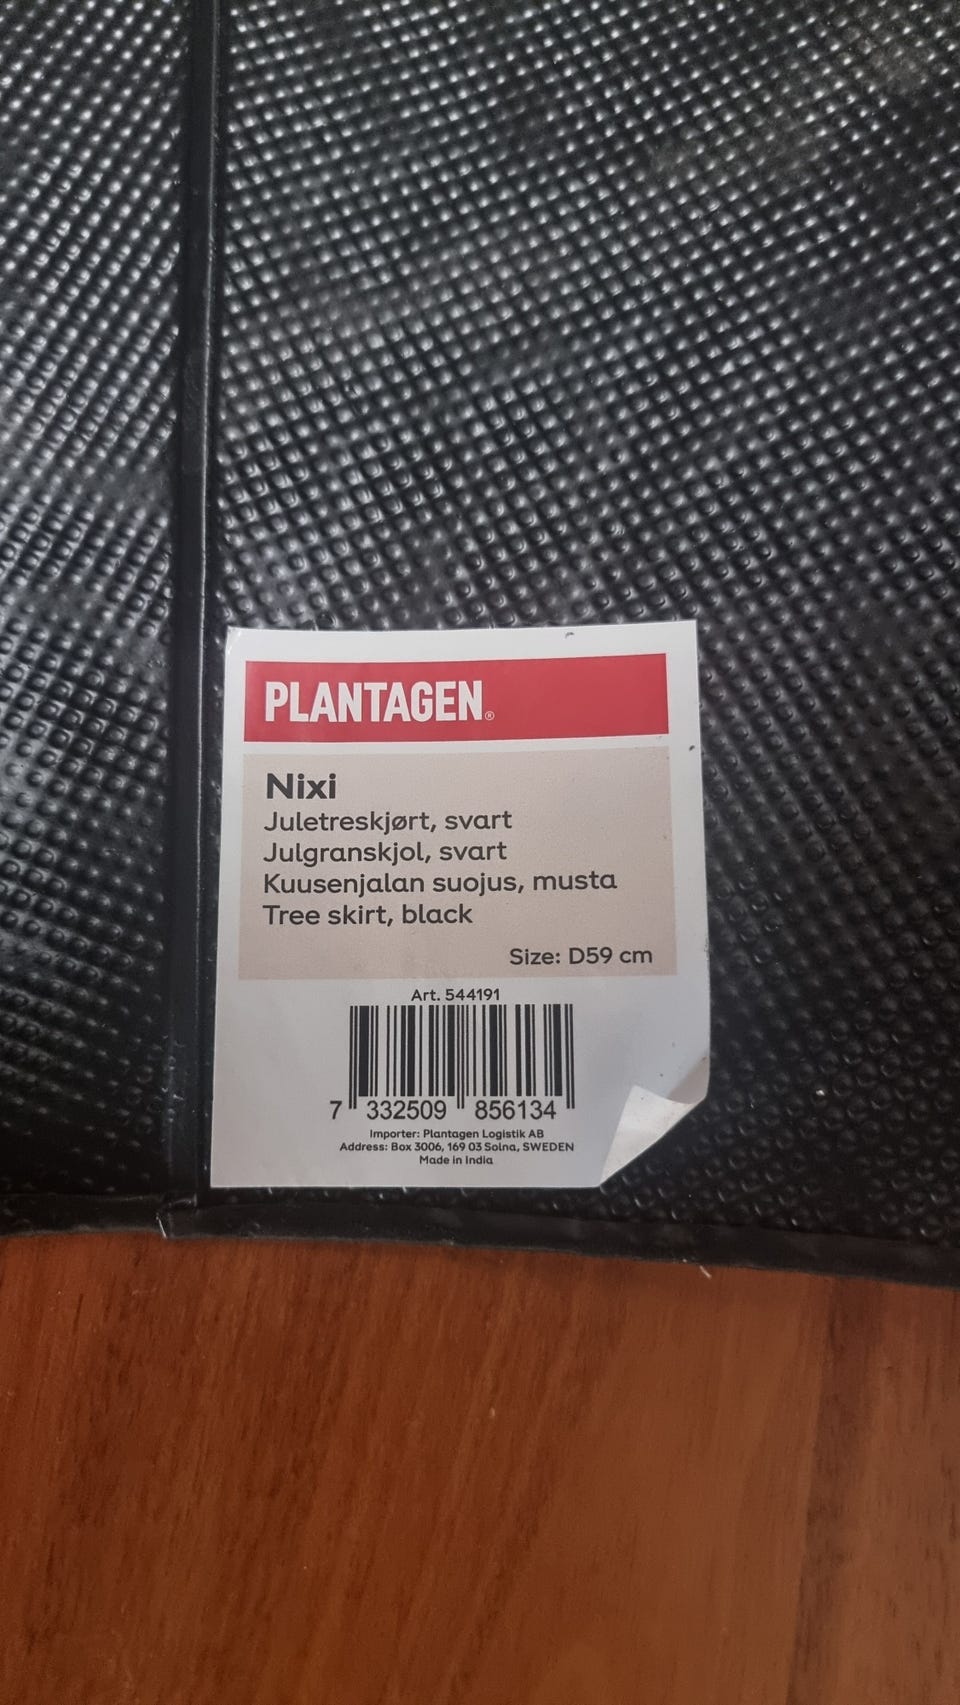 PLANTAGEN®
Nixi
Juletreskjørt, svart
Julgranskjol, svart
Kuusenjalan suojus, musta
Tree skirt, black
Size: D59 cm
Art. 544191
7 332509 856134
Importer: Plantagen Logistik AB
Address: Box 3006, 169 03 Solna, SWEDEN
Made in India